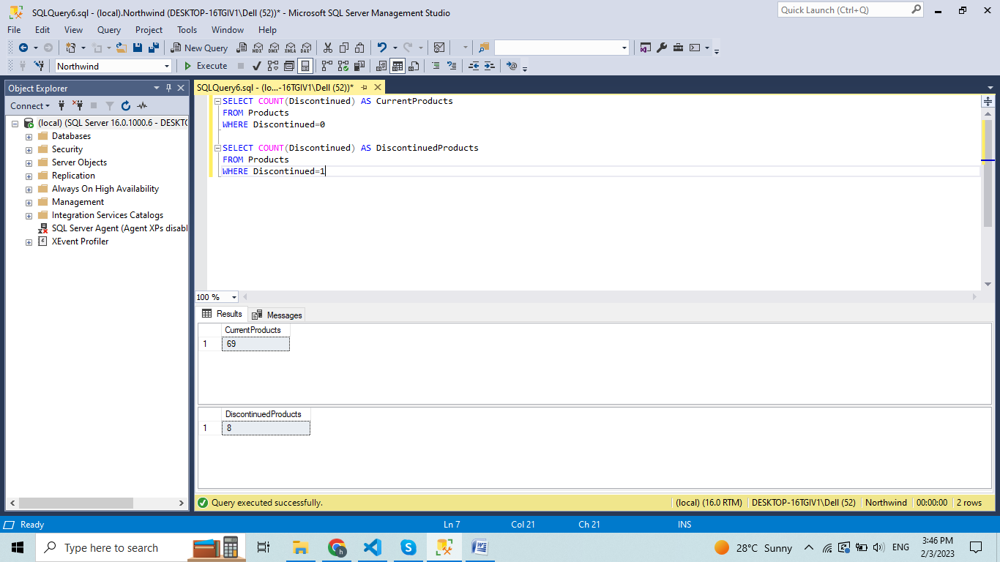 SQLQuery6.sql - (local).Northwind (DESKTOP-16TGIV1\Dell (52))* - Microsoft SQL Server Management Studio
Quick Launch (Ctrl+Q)
File Edit View Query Project Tools Window Help
New Query MDX DMX XMLA DAX
Northwind Execute
Object Explorer
SQLQuery6.sql - (lo...-16TGIV1\Dell (52))*
Connect
(local) (SQL Server 16.0.1000.6 - DESKT
Databases
Security
Server Objects
Replication
Always On High Availability
Management
Integration Services Catalogs
SQL Server Agent (Agent XPs disabl
XEvent Profiler
SELECT COUNT(Discontinued) AS CurrentProducts
FROM Products
WHERE Discontinued=0
SELECT COUNT(Discontinued) AS DiscontinuedProducts
FROM Products
WHERE Discontinued=1
100 %
Results Messages
CurrentProducts
1 69
DiscontinuedProducts
1 8
Query executed successfully. (local) (16.0 RTM) DESKTOP-16TGIV1\Dell (52) Northwind 00:00:00 2 rows
Ready Ln 7 Col 21 Ch 21 INS
Type here to search
28°C Sunny ENG
3:46 PM
2/3/2023